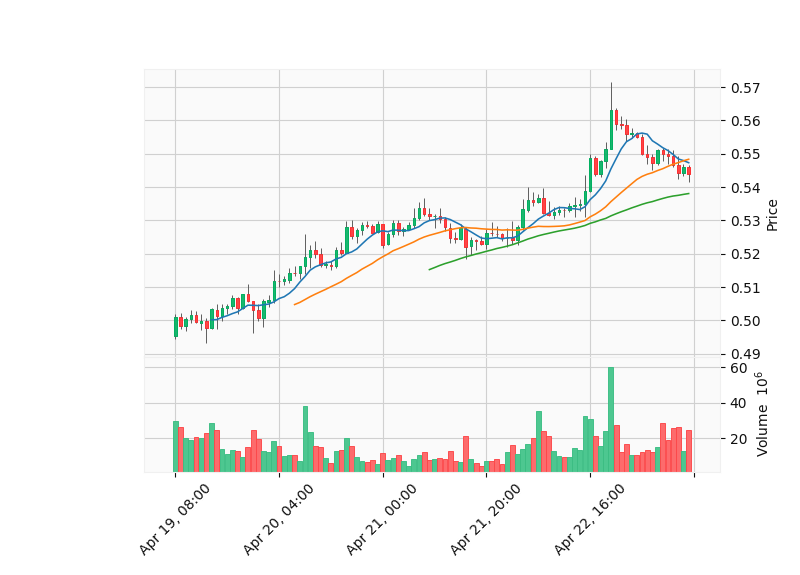 0.57
0.56
0.55
0.54
0.53
0.52
0.51
0.50
0.49
Price
60
40
20
Volume 10^6
Apr 19, 08:00
Apr 20, 04:00
Apr 21, 00:00
Apr 21, 20:00
Apr 22, 16:00